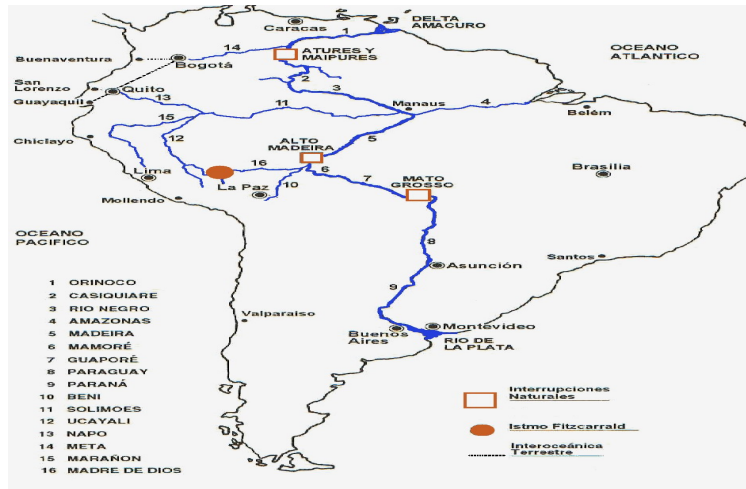 DELTA
AMACURO
Caracas
1
OCEANO
ATLANTICO
14
ATURES Y
MAIPURES
Buenaventura
Bogotá
2
San
Lorenzo
Quito
3
13
Guayaquil
11
Manaus
4
Belém
15
Chiclayo
12
ALTO
MADEIRA
5
Lima
16
6
Brasilia
La Paz
10
7
MATO
GROSSO
Mollendo
OCEANO
PACIFICO
8
Santos
Asunción
9
Valparaiso
Buenos
Aires
Montevideo
RIO DE
LA PLATA
1 ORINOCO
2 CASIQUIARE
3 RIO NEGRO
4 AMAZONAS
5 MADEIRA
6 MAMORÉ
7 GUAPORÉ
8 PARAGUAY
9 PARANÁ
10 BENI
11 SOLIMOES
12 UCAYALI
13 NAPO
14 META
15 MARAÑON
16 MADRE DE DIOS
Interrupciones
Naturales
Istmo Fitzcarrald
Interoceánica
Terrestre